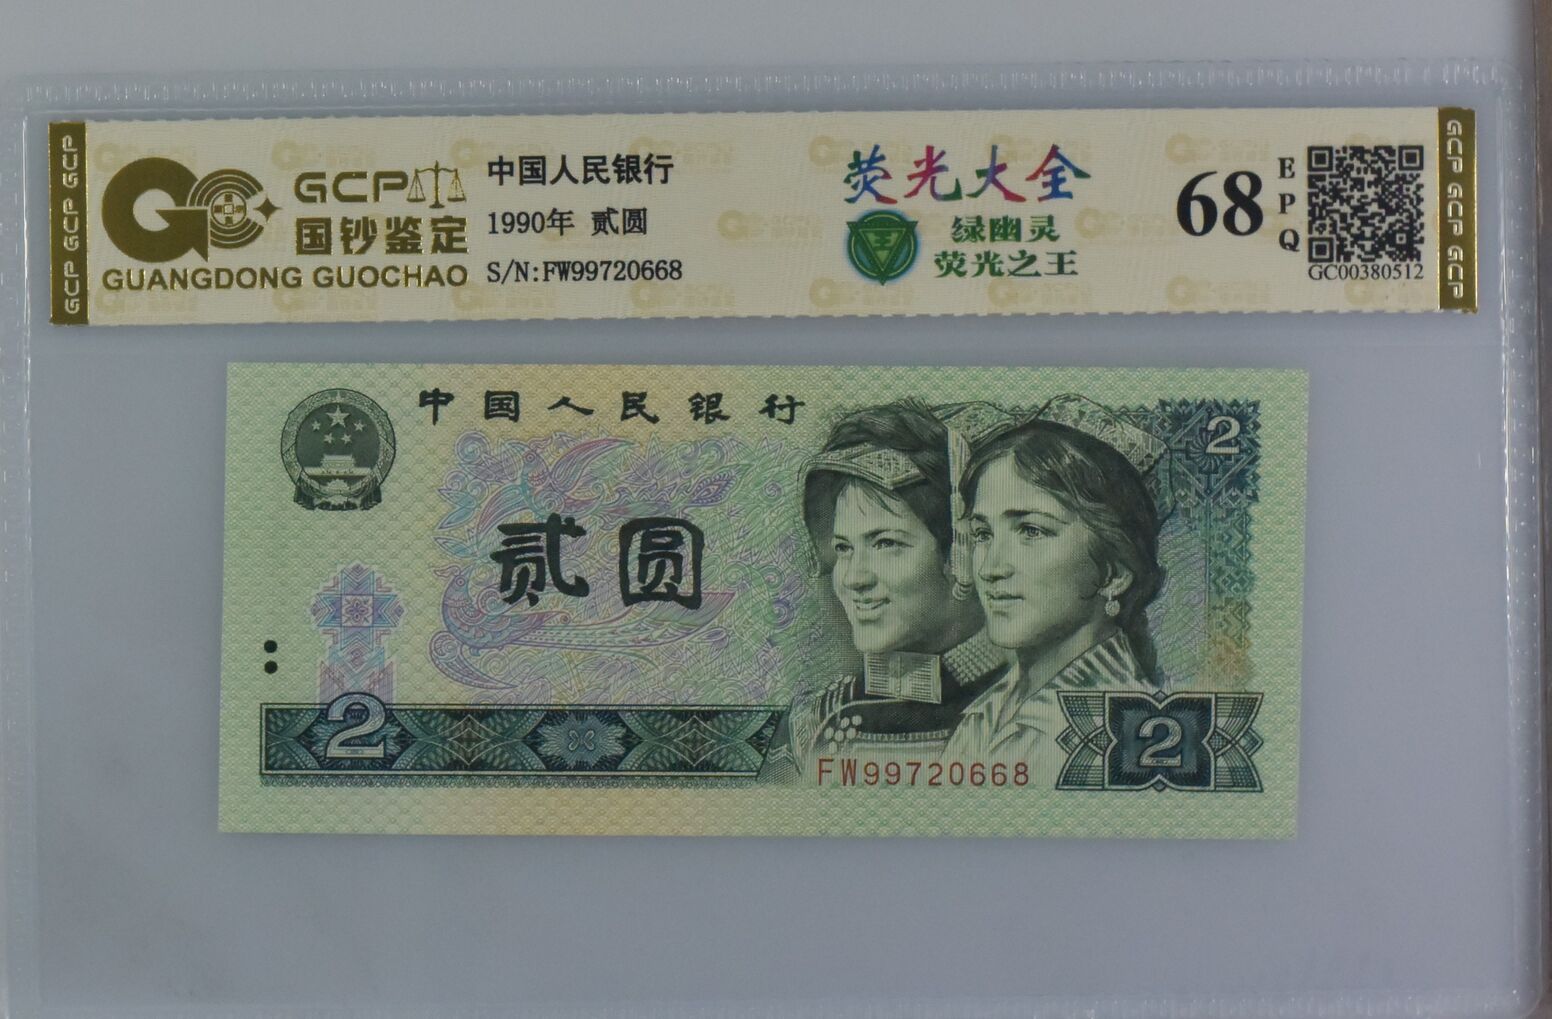 GCP GCP GCP
GCP
国钞鉴定
GUANGDONG GUOCHAO
中国人民银行
1990年 贰圆
S/N:FW99720668
荧光大全
王
绿幽灵
荧光之王
68
EPQ
GC00380512
GCP GCP GCP
中国人民银行
2
贰圆
2
FW99720668
2